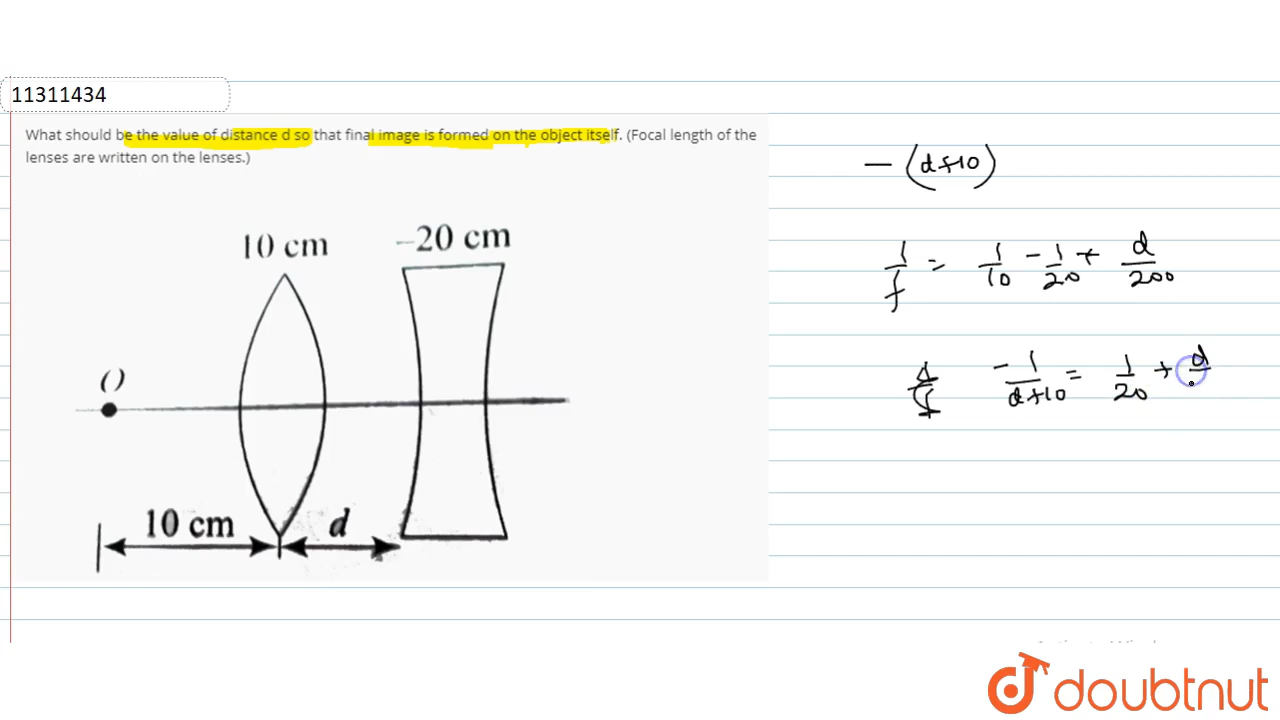 11311434
What should be the value of distance d so that final image is formed on the object itself. (Focal length of the
lenses are written on the lenses.)
10 cm
–20 cm
O
10 cm
d
– (d+10)
1/f = 1/10 – 1/20 + d/200
– 1/d+10 = 1/20 + d
doubtnut